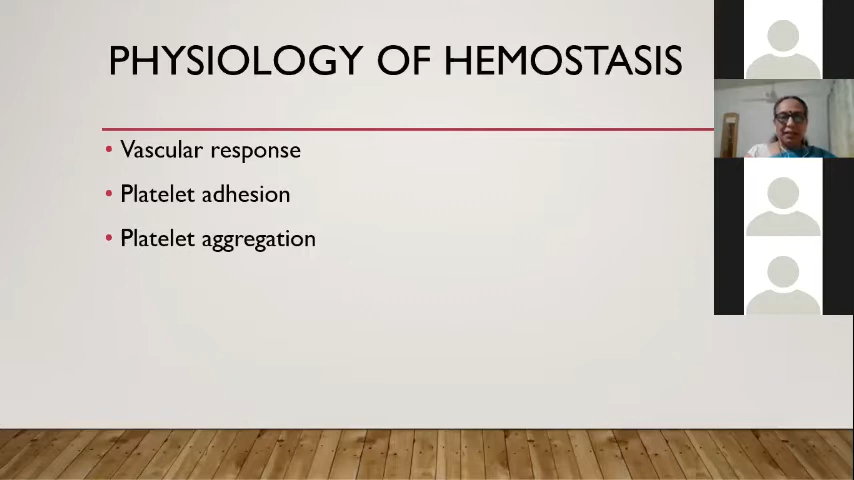 PHYSIOLOGY OF HEMOSTASIS
• Vascular response
• Platelet adhesion
• Platelet aggregation